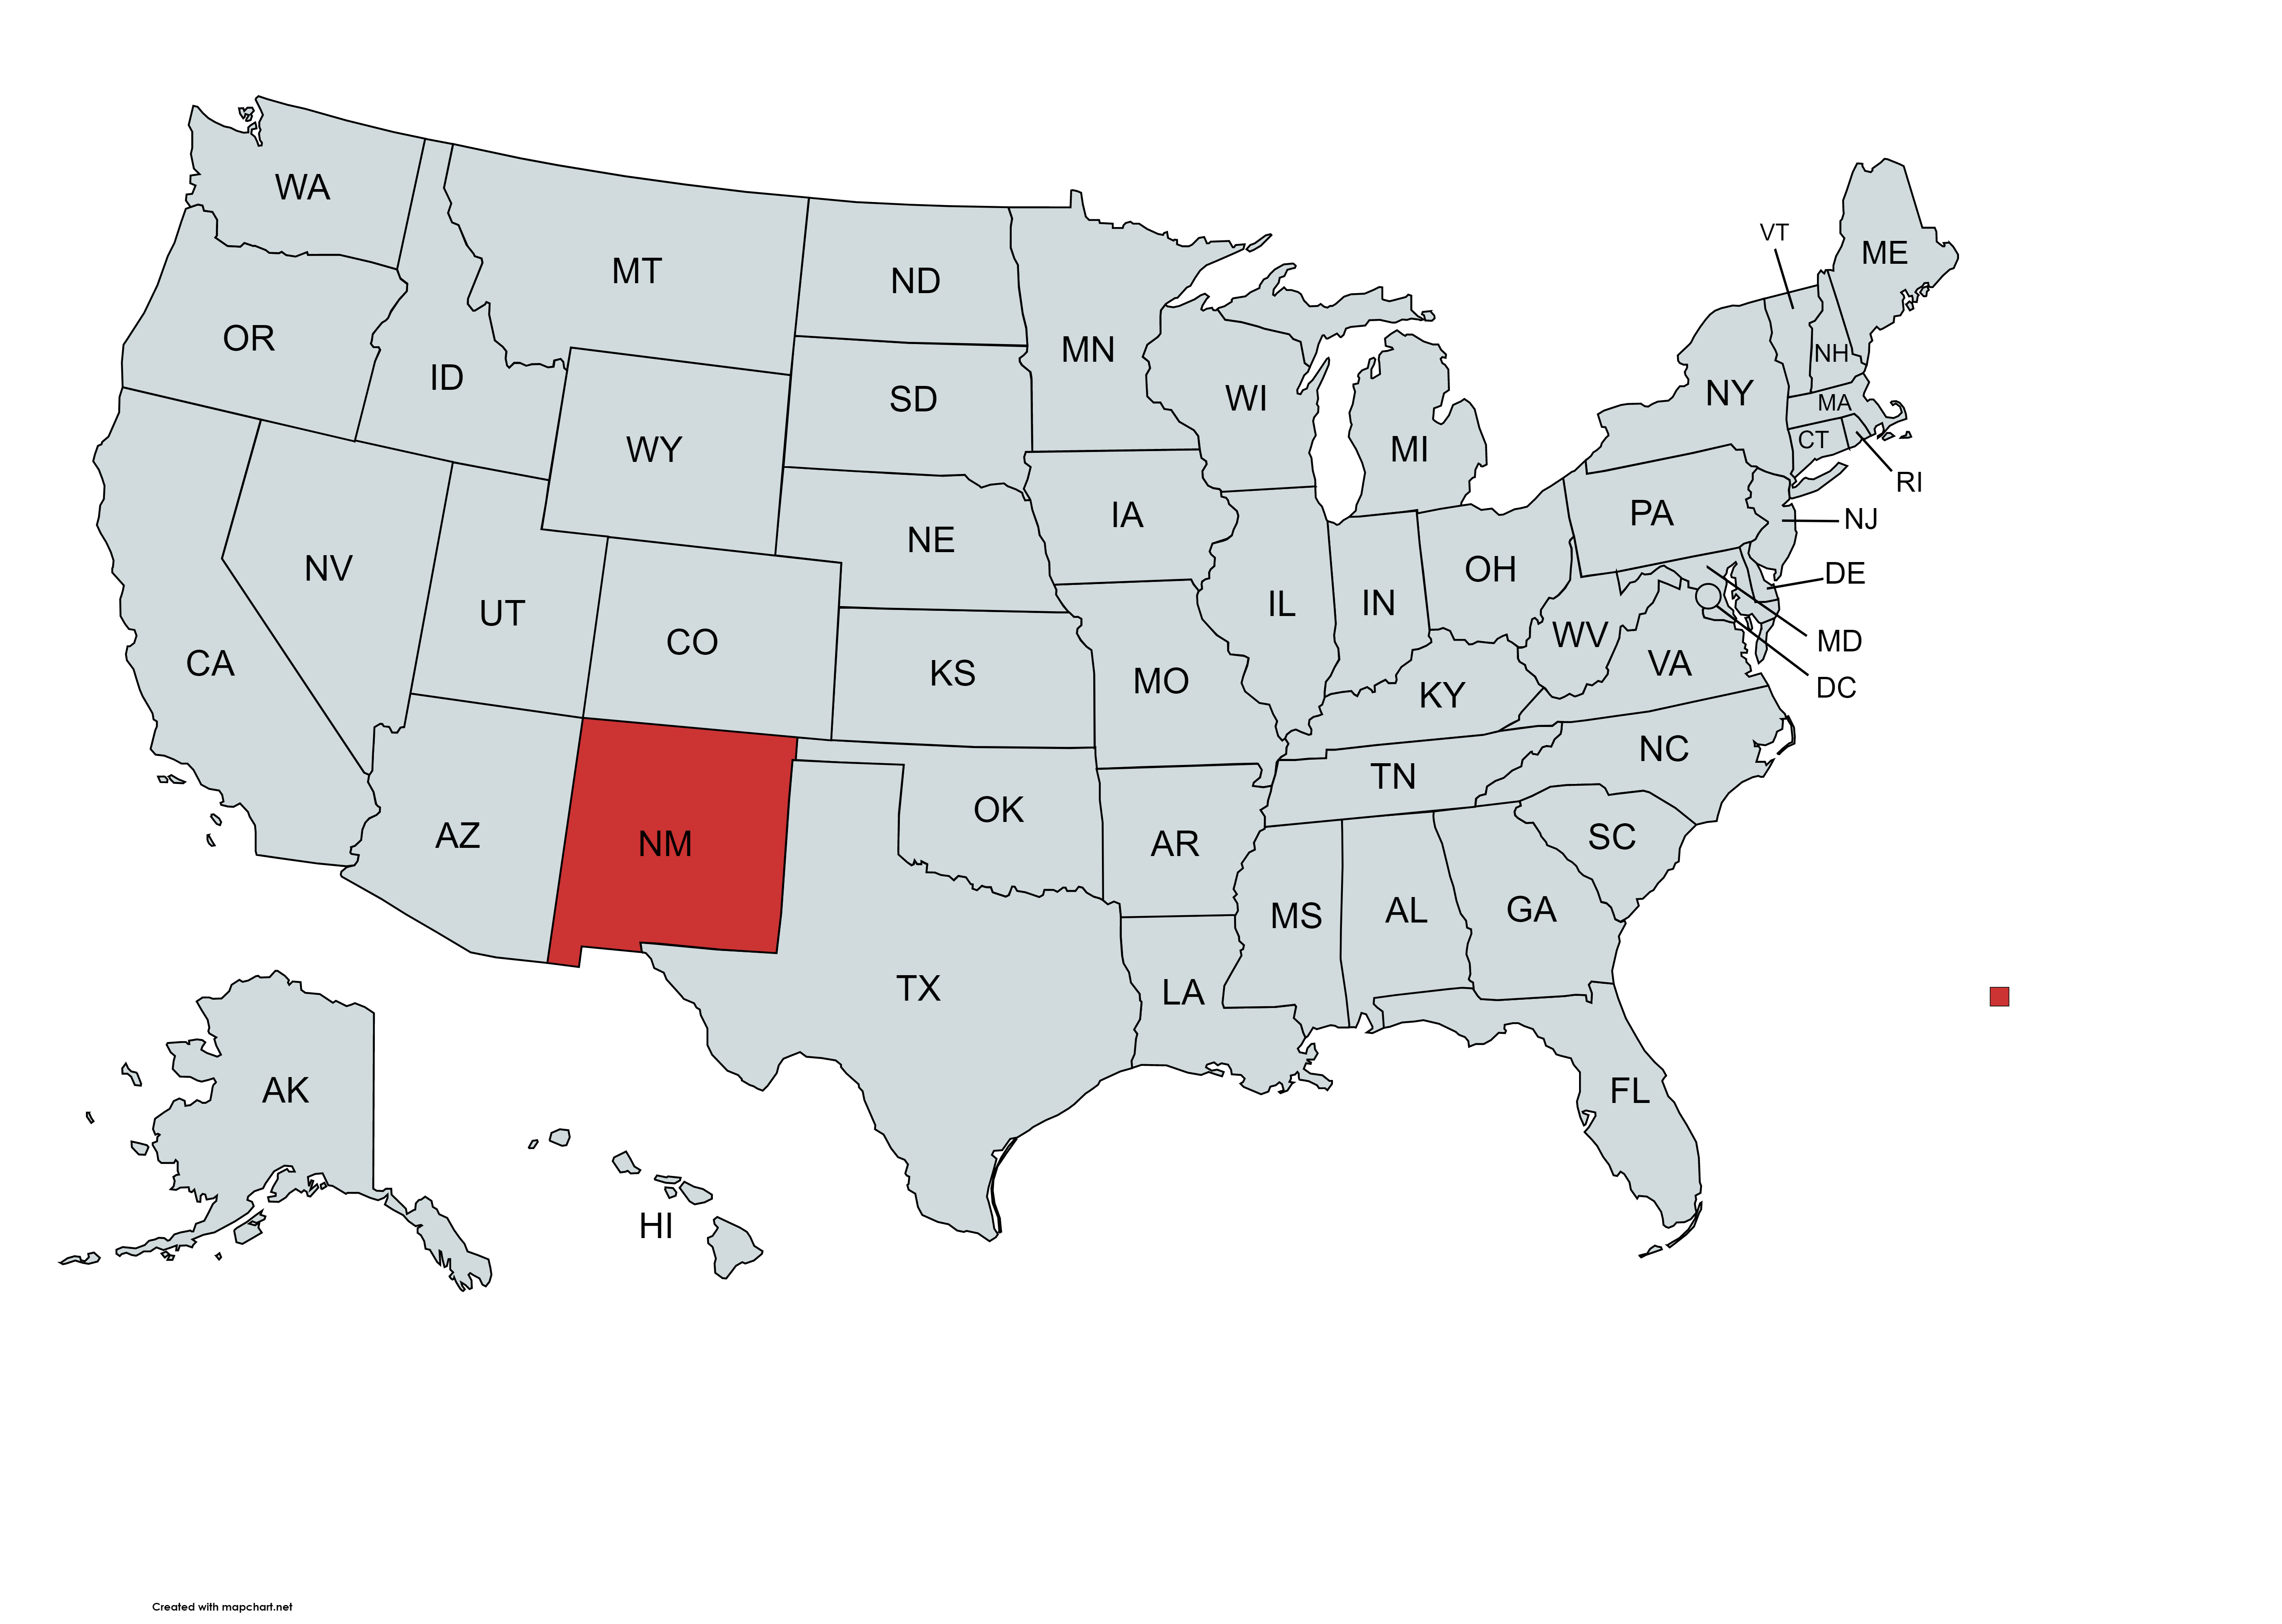 WA
MT
ND
MN
VT
ME
OR
ID
SD
WI
NH
WY
MI
NY
MA
CT
RI
IA
PA
NJ
NE
NV
OH
DE
UT
IL
IN
CO
WV
MD
CA
KS
MO
KY
VA
DC
NC
TN
OK
AZ
NM
AR
SC
MS
AL
GA
TX
LA
AK
FL
HI
Created with mapchart.net